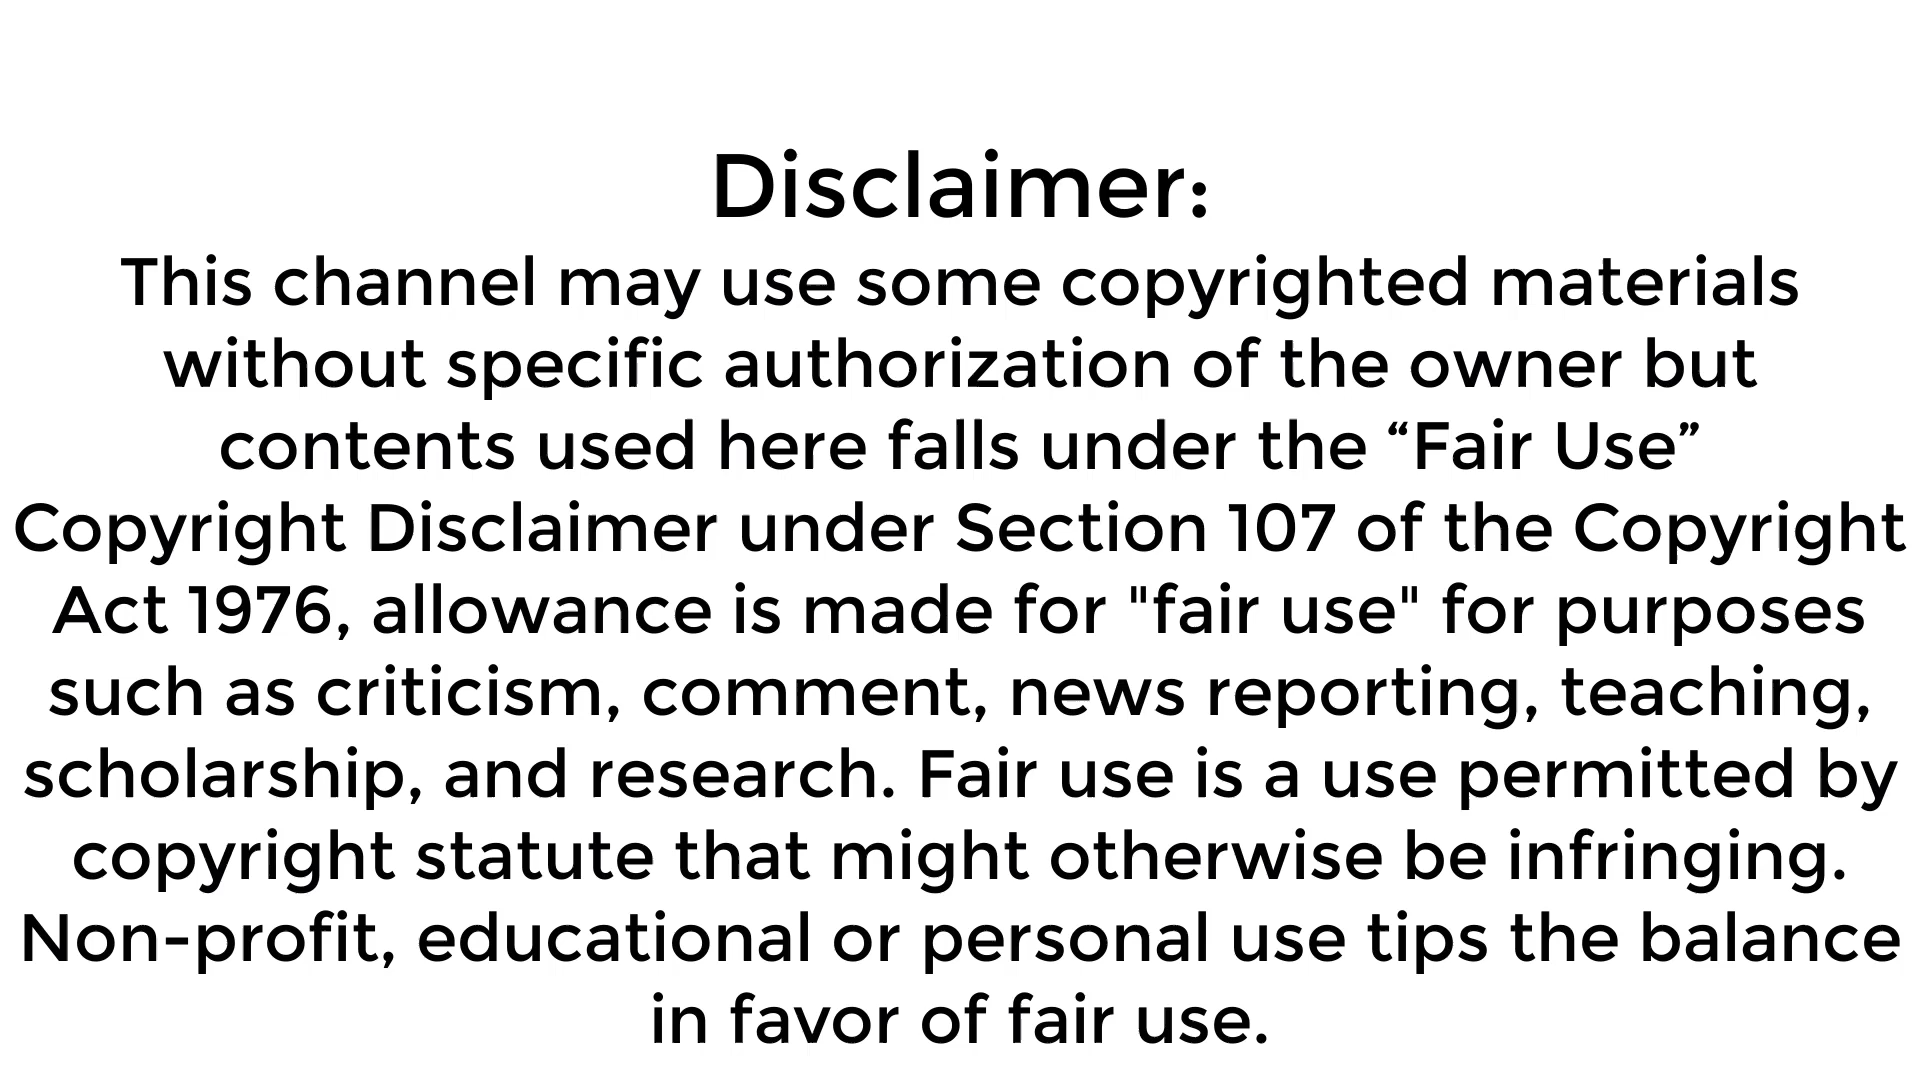 Disclaimer:
This channel may use some copyrighted materials
without specific authorization of the owner but
contents used here falls under the “Fair Use”
Copyright Disclaimer under Section 107 of the Copyright
Act 1976, allowance is made for "fair use" for purposes
such as criticism, comment, news reporting, teaching,
scholarship, and research. Fair use is a use permitted by
copyright statute that might otherwise be infringing.
Non-profit, educational or personal use tips the balance
in favor of fair use.